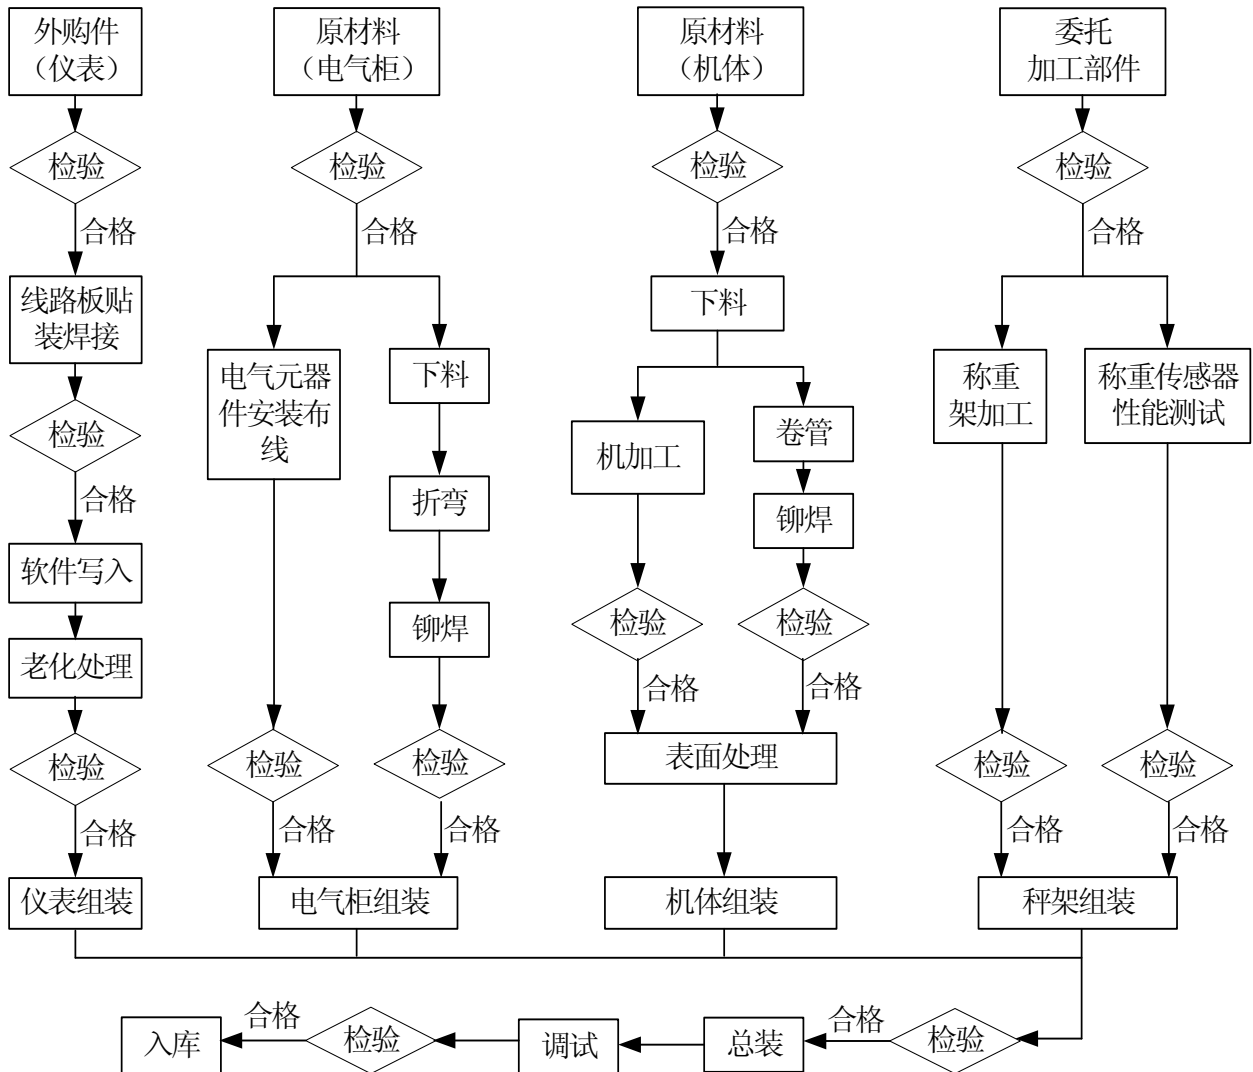 外购件
（仪表）
原材料
（电气柜）
原材料
（机体）
委托
加工部件
检验
检验
检验
检验
合格
合格
合格
合格
线路板贴
装焊接
下料
电气元器
件安装布
线
下料
称重
架加工
称重传感器
性能测试
检验
机加工
卷管
合格
折弯
铆焊
软件写入
铆焊
检验
检验
老化处理
合格
合格
检验
检验
检验
表面处理
检验
检验
合格
合格
合格
合格
合格
仪表组装
电气柜组装
机体组装
秤架组装
入库
合格
检验
调试
总装
合格
检验